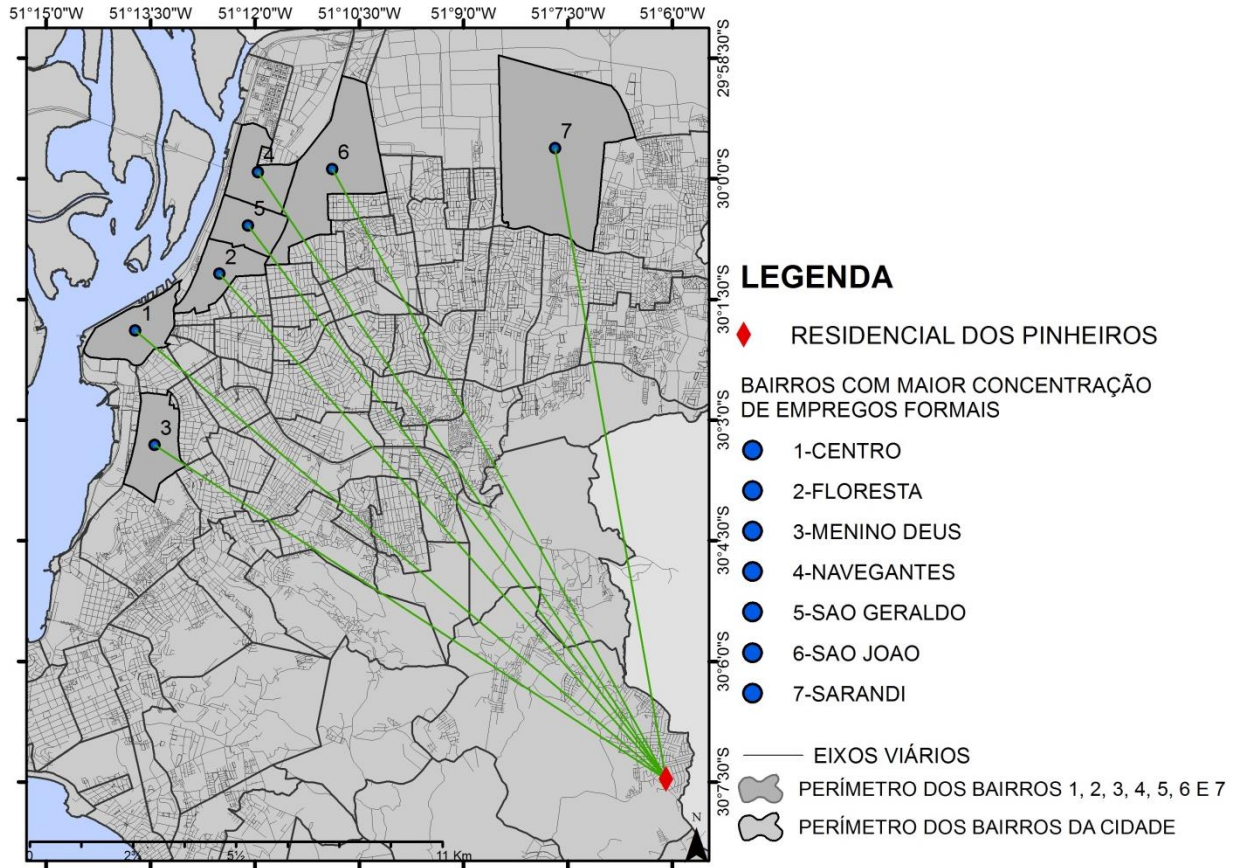 51°15'0"W 51°13'30"W 51°12'0"W 51°10'30"W 51°9'0"W 51°7'30"W 51°6'0"W
29°58'30"S
30°0'0"S
30°1'30"S
30°3'0"S
30°4'30"S
30°6'0"S
30°7'30"S
7
4
6
5
2
1
3
LEGENDA
RESIDENCIAL DOS PINHEIROS
BAIRROS COM MAIOR CONCENTRAÇÃO
DE EMPREGOS FORMAIS
1-CENTRO
2-FLORESTA
3-MENINO DEUS
4-NAVEGANTES
5-SAO GERALDO
6-SAO JOAO
7-SARANDI
EIXOS VIÁRIOS
PERÍMETRO DOS BAIRROS 1, 2, 3, 4, 5, 6 E 7
PERÍMETRO DOS BAIRROS DA CIDADE
N
0 2¾ 5½ 11 Km